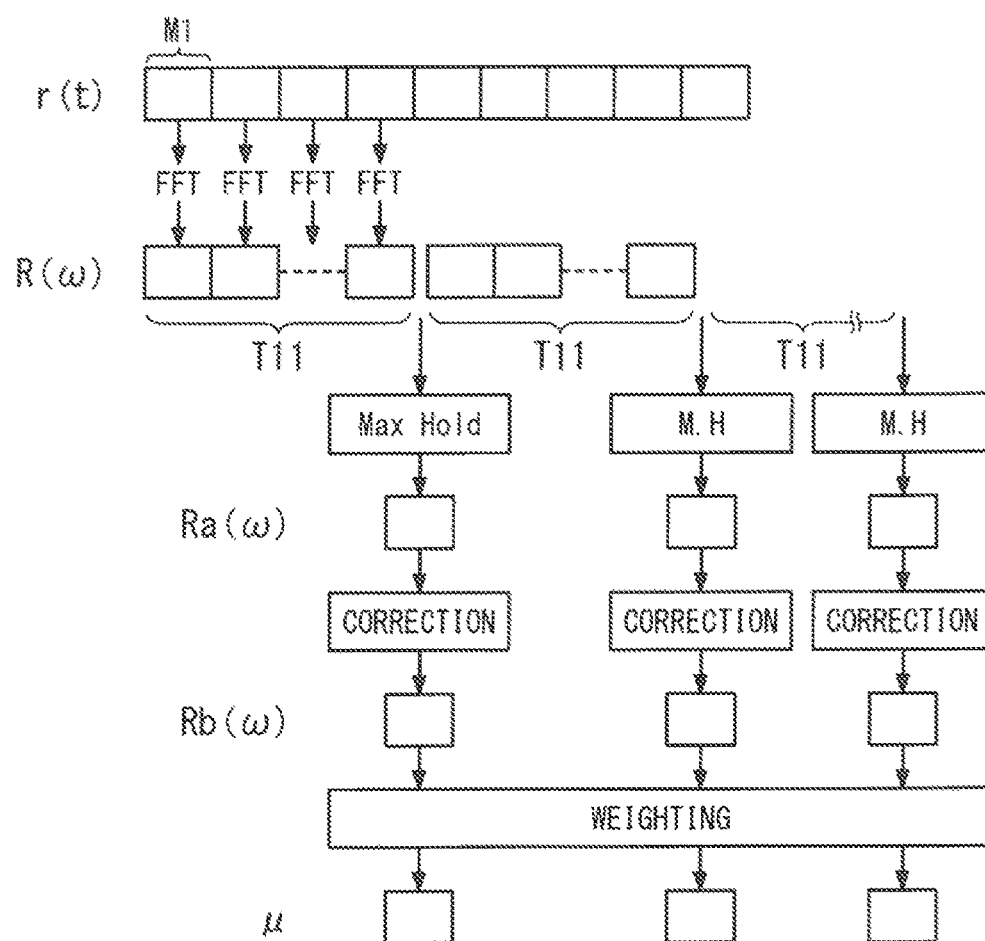 M1
r(t)
FFT FFT FFT FFT
R(ω)
T11 T11 T11
Max Hold M.H M.H
Ra(ω)
CORRECTION CORRECTION CORRECTION
Rb(ω)
WEIGHTING
μ